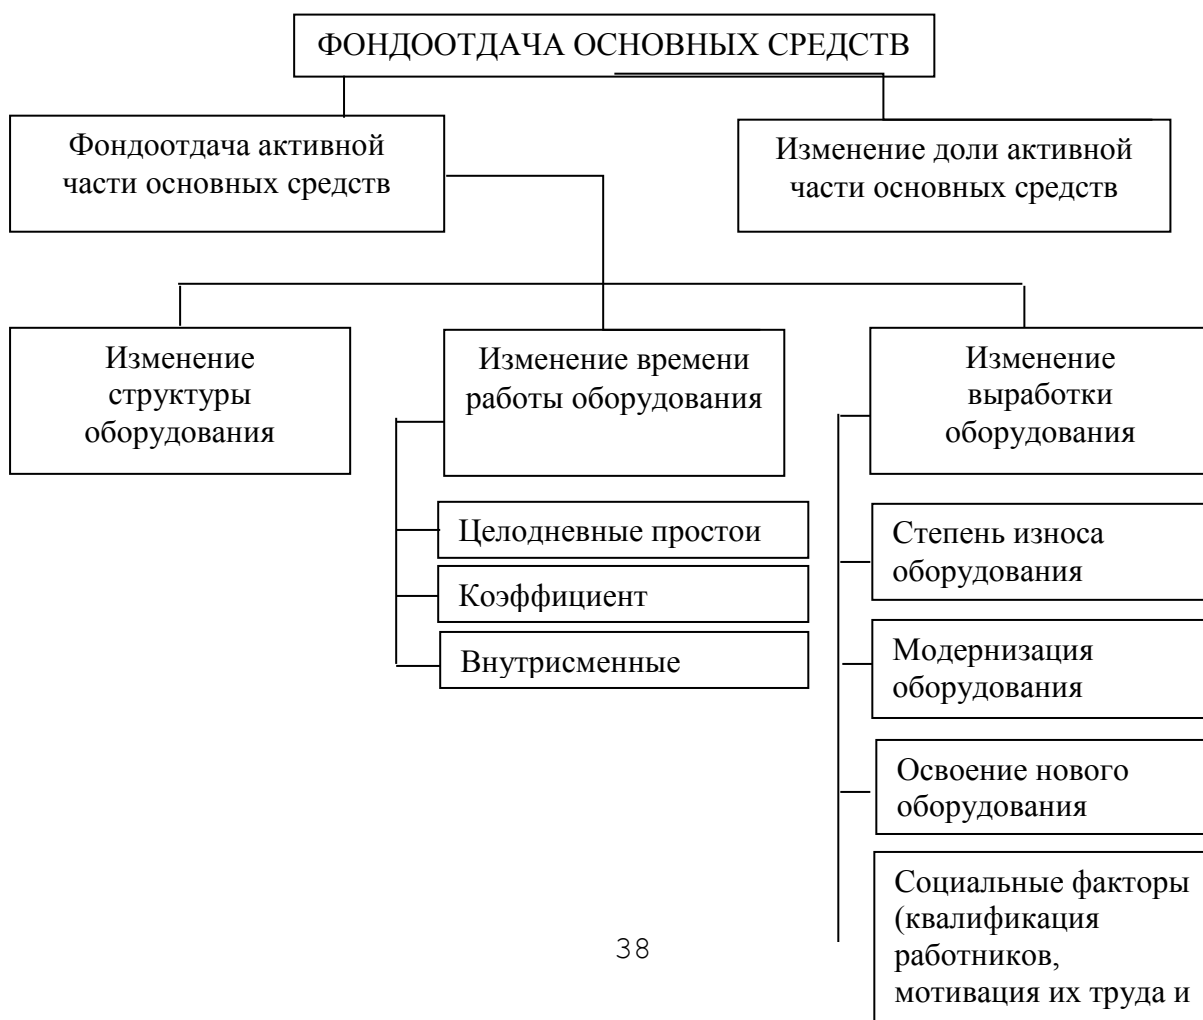 ФОНДООТДАЧА ОСНОВНЫХ СРЕДСТВ
Фондоотдача активной
части основных средств
Изменение доли активной
части основных средств
Изменение
структуры
оборудования
Изменение времени
работы оборудования
Изменение
выработки
оборудования
Целодневные простои
Коэффициент
Внутрисменные
Степень износа
оборудования
Модернизация
оборудования
Освоение нового
оборудования
Социальные факторы
(квалификация
работников,
мотивация их труда и
38